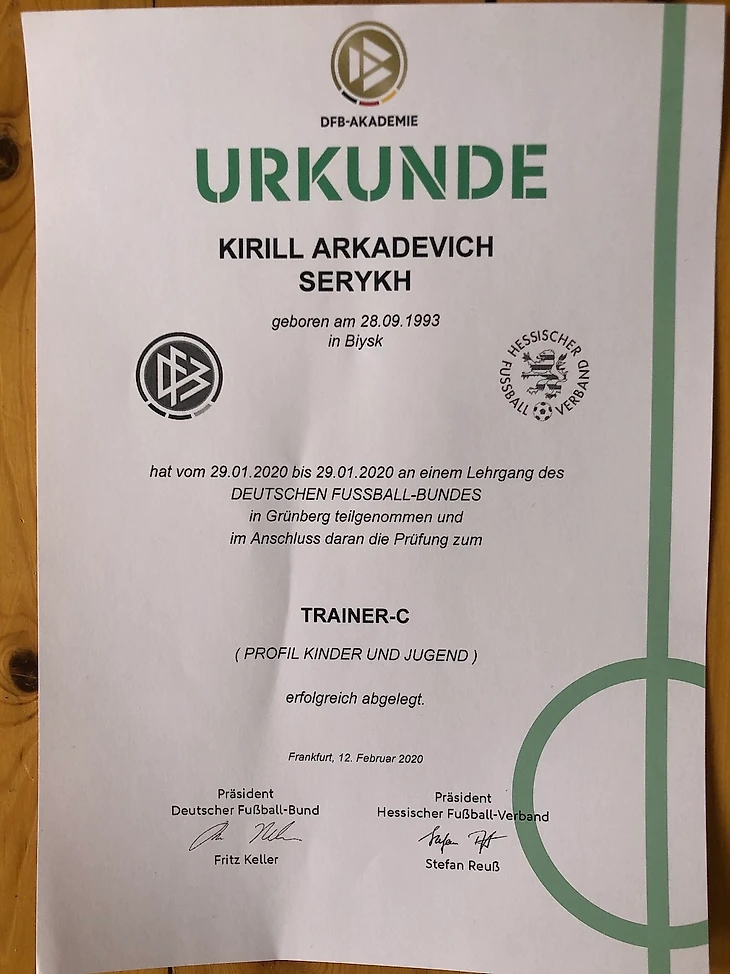 DFB-AKADEMIE
URKUNDE
KIRILL ARKADEVICH
SERYKH
geboren am 28.09.1993
in Biysk
DFB
HESSISCHER
FUSSBALL VERBAND
hat vom 29.01.2020 bis 29.01.2020 an einem Lehrgang des
DEUTSCHEN FUSSBALL-BUNDES
in Grünberg teilgenommen und
im Anschluss daran die Prüfung zum
TRAINER-C
( PROFIL KINDER UND JUGEND )
erfolgreich abgelegt.
Frankfurt, 12. Februar 2020
Präsident
Deutscher Fußball-Bund
Fritz Keller
Präsident
Hessischer Fußball-Verband
Stefan Reuß